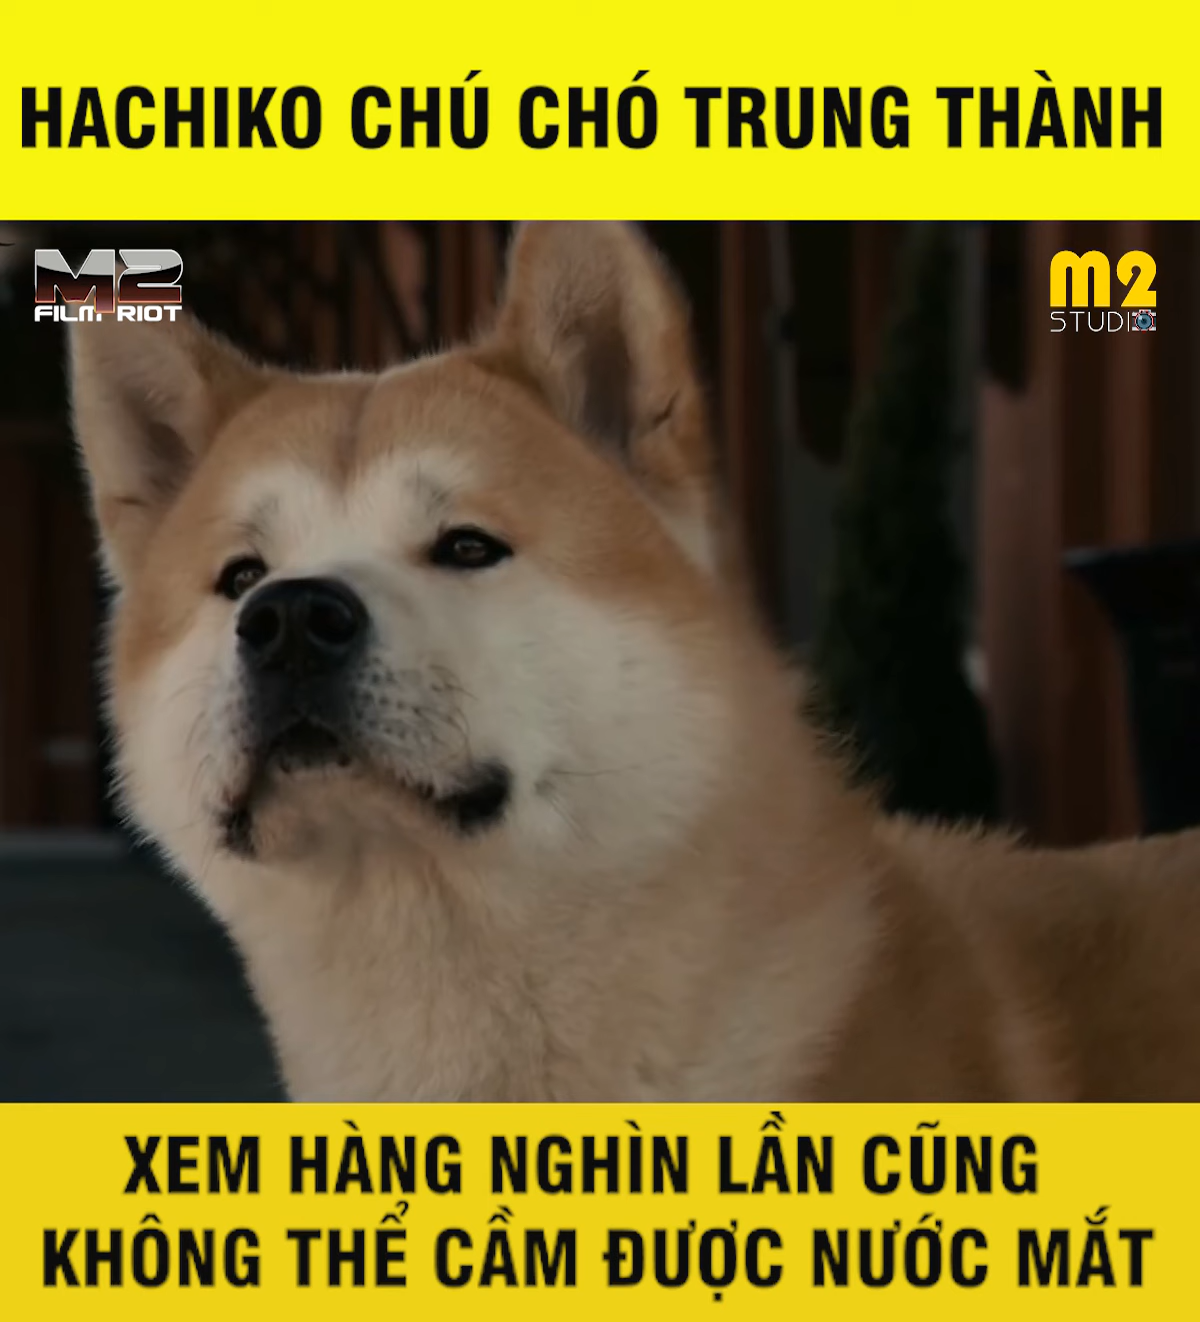 HACHIKO CHÚ CHÓ TRUNG THÀNH
M2
FILM RIOT
M2
STUDIO
XEM HÀNG NGHÌN LẦN CŨNG
KHÔNG THỂ CẦM ĐƯỢC NƯỚC MẮT